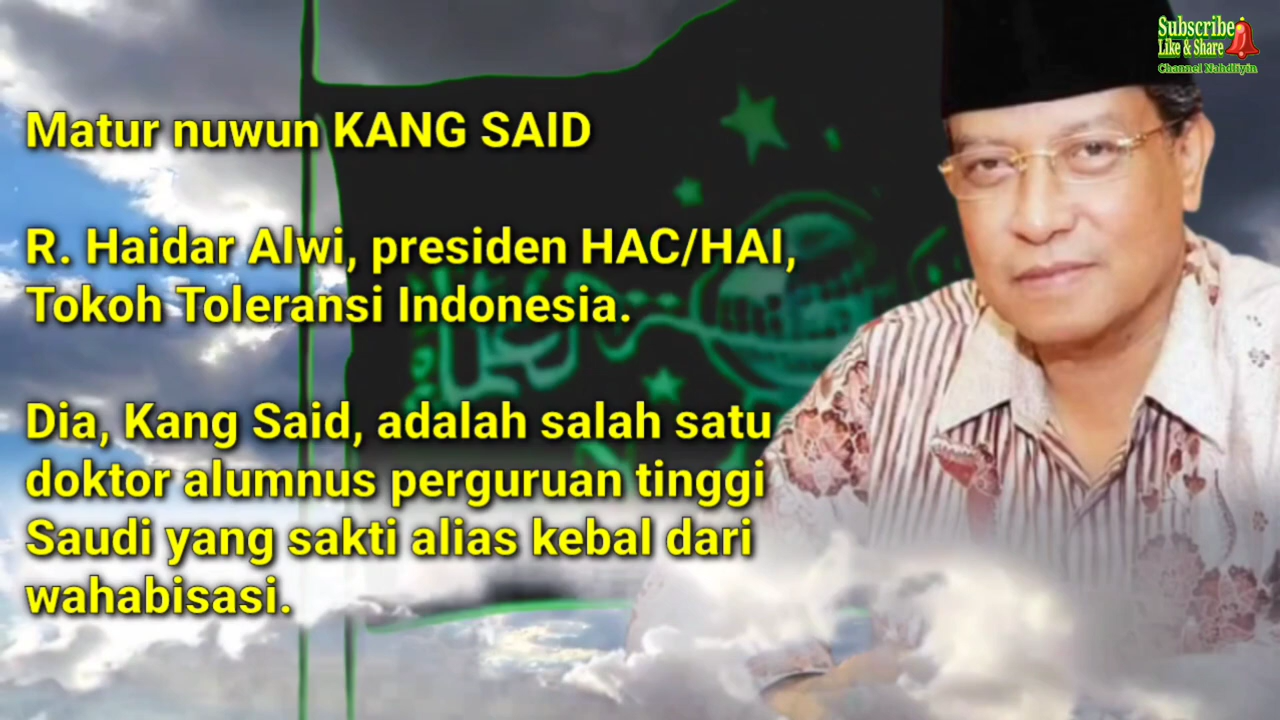 Subscribe
Like & Share
Channel Nahdliyin
Matur nuwun KANG SAID
R. Haidar Alwi, presiden HAC/HAI,
Tokoh Toleransi Indonesia.
Dia, Kang Said, adalah salah satu
doktor alumnus perguruan tinggi
Saudi yang sakti alias kebal dari
wahabisasi.